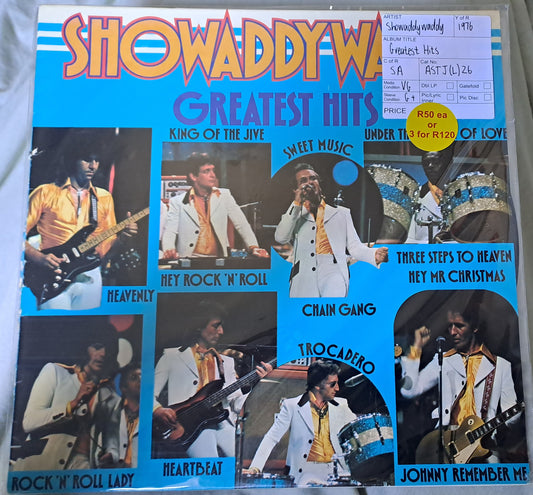 SHOWADDYWA
GREATEST HITS
ARTIST
Showaddywaddy
Y of R
1976
ALBUM TITLE
Greatest Hits
C of R
SA
Cat No.
ASTJ(L)26
Media
Condition
VG
Dbl LP
Gatefold
Sleeve
Condition
G+
Pic/Lyric
Inner
Pic Disc
PRICE
R50 ea
or
3 for R120
KING OF THE JIVE
SWEET MUSIC
UNDER TH
OF LOVE
HEAVENLY
HEY ROCK 'N' ROLL
CHAIN GANG
THREE STEPS TO HEAVEN
HEY MR CHRISTMAS
TROCADERO
ROCK 'N' ROLL LADY
HEARTBEAT
JOHNNY REMEMBER ME